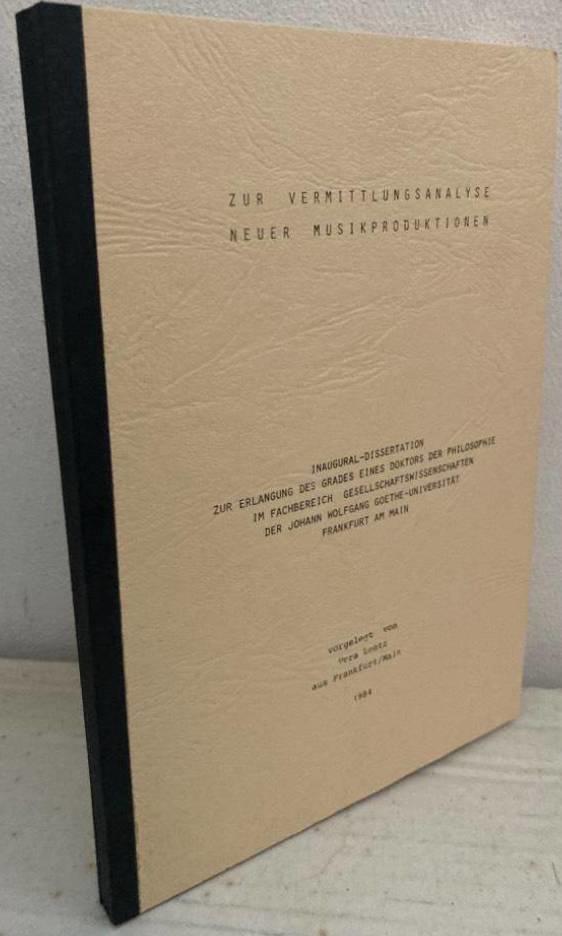 ZUR VERMITTLUNGSANALYSE
NEUER MUSIKPRODUKTIONEN
INAUGURAL-DISSERTATION
ZUR ERLANGUNG DES GRADES EINES DOKTORS DER PHILOSOPHIE
IM FACHBEREICH GESELLSCHAFTSWISSENSCHAFTEN
DER JOHANN WOLFGANG GOETHE-UNIVERSITÄT
FRANKFURT AM MAIN
vorgelegt von
Vera
aus Frankfurt/Main
1984